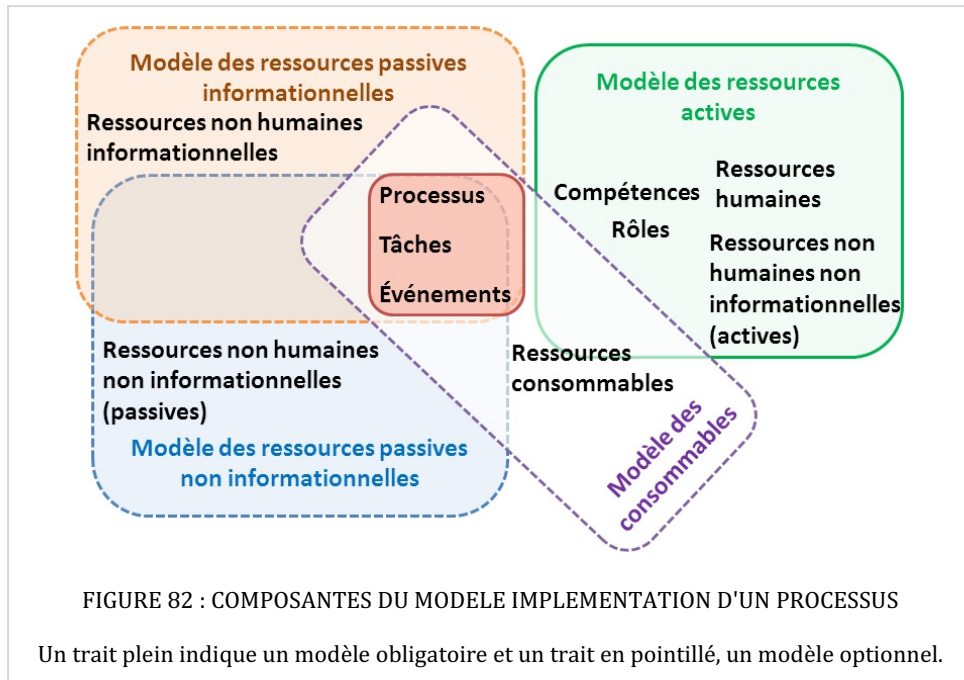 Modèle des ressources passives
informationnelles
Ressources non humaines
informationnelles
Modèle des ressources
actives
Processus
Tâches
Événements
Compétences
Rôles
Ressources
humaines
Ressources non
humaines non
informationnelles
(actives)
Ressources non humaines
non informationnelles
(passives)
Ressources
consommables
Modèle des ressources passives
non informationnelles
Modèle des
consommables
FIGURE 82 : COMPOSANTES DU MODELE IMPLEMENTATION D'UN PROCESSUS
Un trait plein indique un modèle obligatoire et un trait en pointillé, un modèle optionnel.